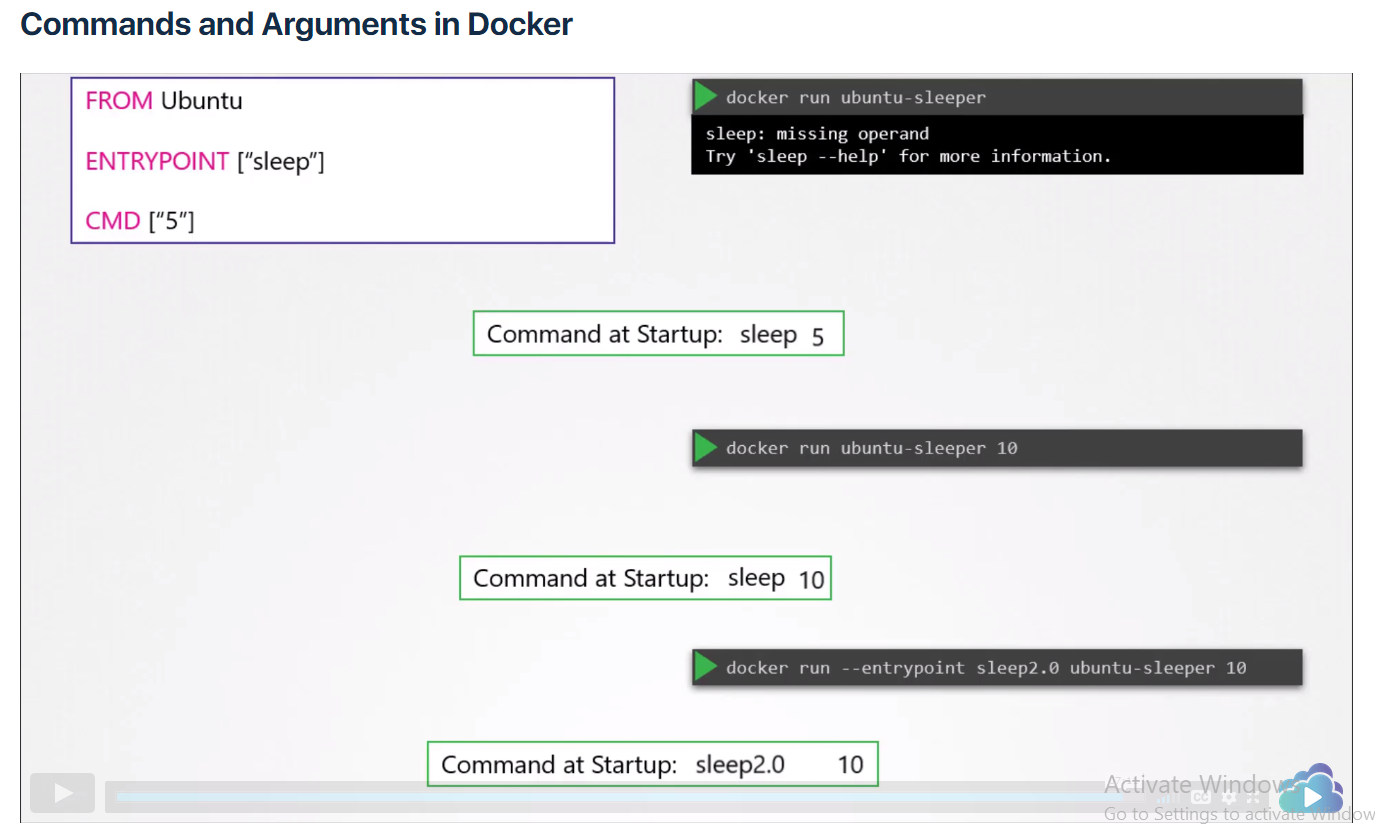 Commands and Arguments in Docker
FROM Ubuntu
ENTRYPOINT [“sleep”]
CMD [“5”]
docker run ubuntu-sleeper
sleep: missing operand
Try 'sleep --help' for more information.
Command at Startup: sleep 5
docker run ubuntu-sleeper 10
Command at Startup: sleep 10
docker run --entrypoint sleep2.0 ubuntu-sleeper 10
Command at Startup: sleep2.0 10
Activate Windows
CC
Go to Settings to activate Window